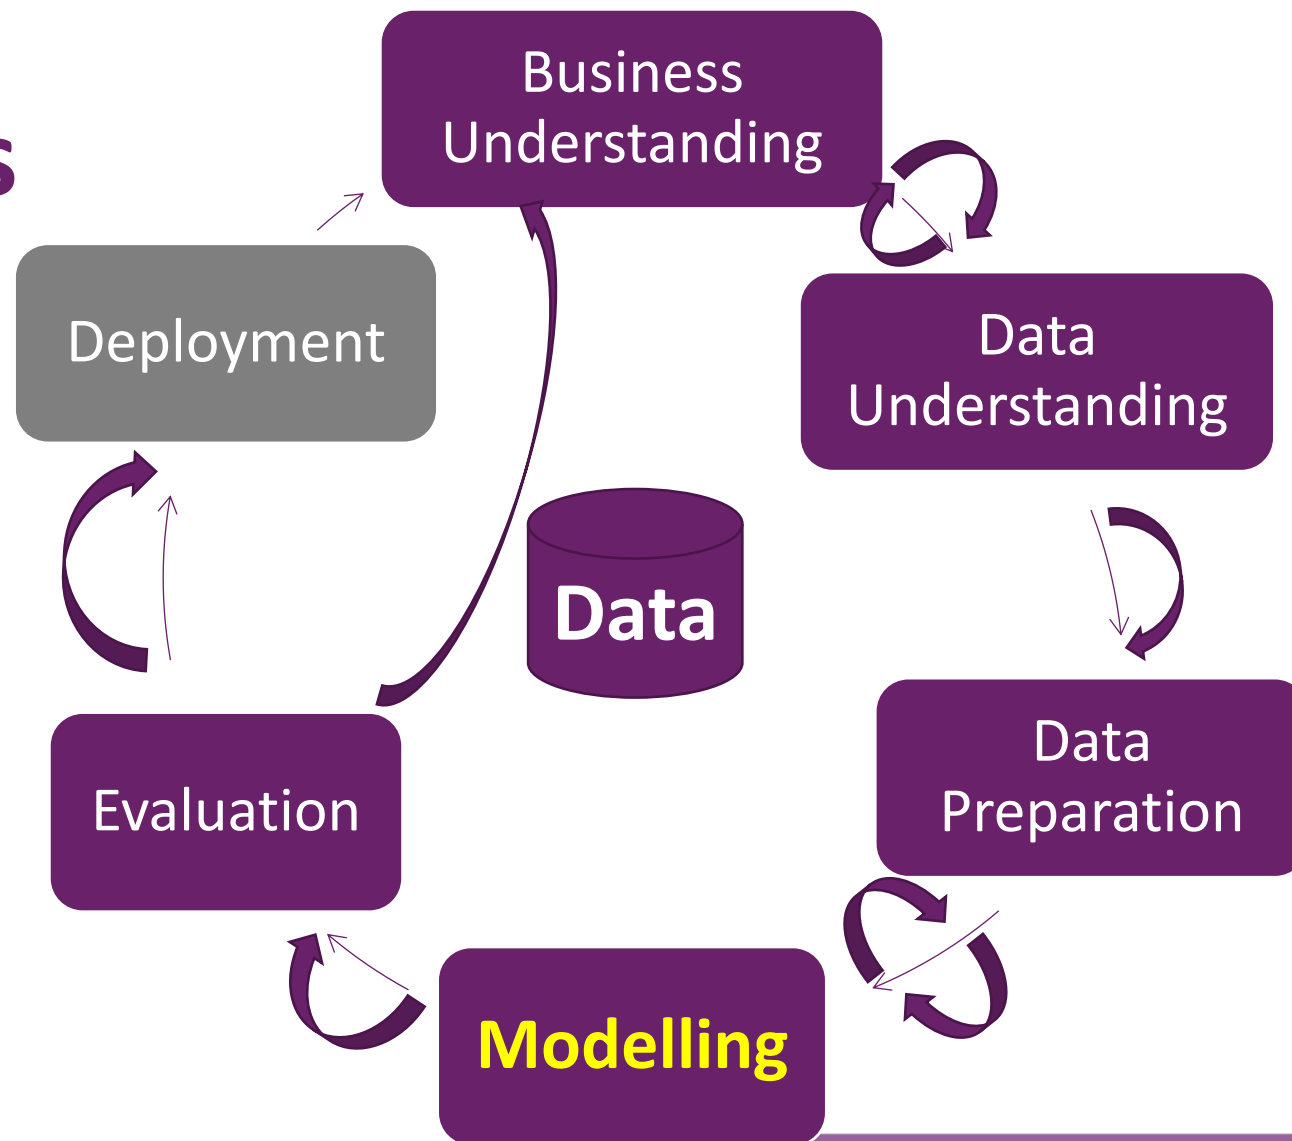 Business
Understanding
s
Deployment
Data
Understanding
Data
Data
Preparation
Evaluation
Modelling